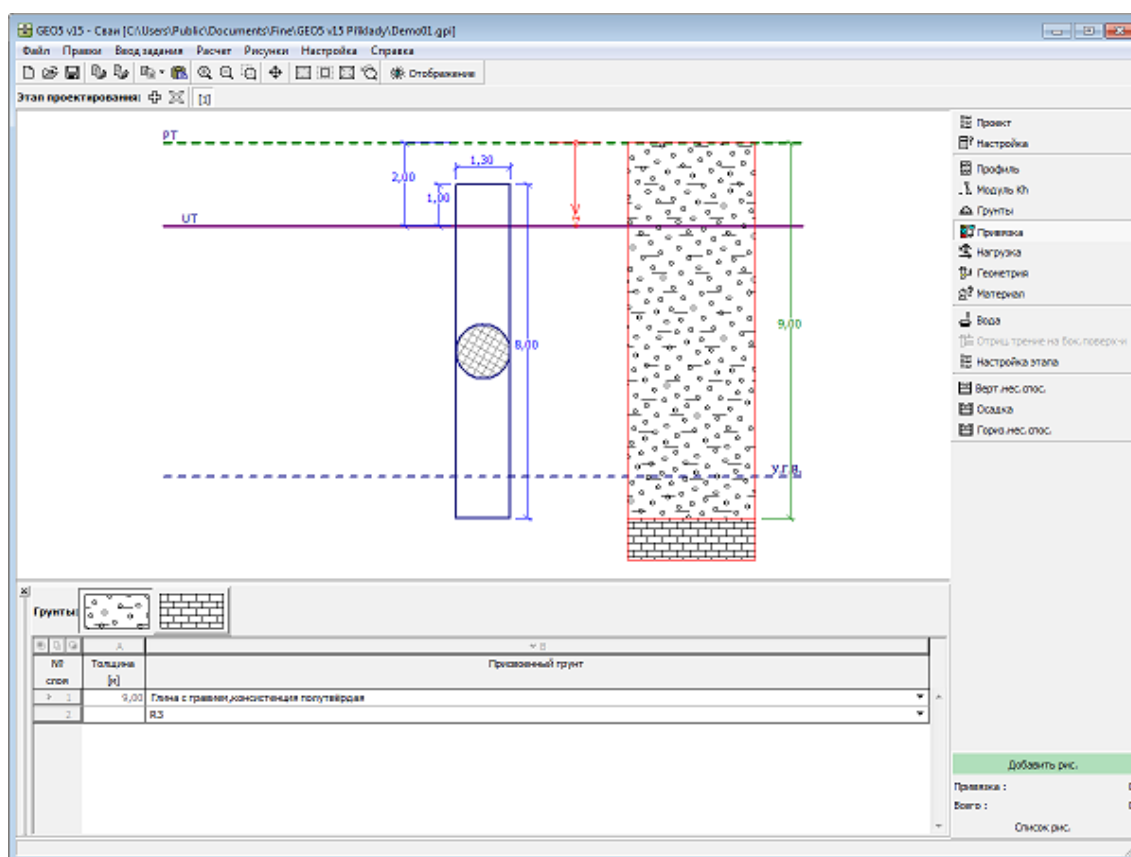 GEO5 v15 - Сваи [C:\Users\Public\Documents\Fine\GEO5 v15 Příklady\Demo01.gpi]
Файл Правки Ввод задания Расчет Рисунки Настройка Справка
Отображение
Этап проектирования: [1]
PT
1,30
2,00
1,00
UT
8,00
9,00
У.Г.В.
Проект
Настройка
Профиль
Модуль Kh
Грунты
Привязка
Нагрузка
Геометрия
Материал
Вода
Отриц. трение на бок. поверх-и
Настройка этапа
Верт.нес.спос.
Осадка
Гориз.нес.спос.
Грунты:
№ слоя Толщина [м] Присвоенный грунт
1 9,00 Глина с гравием,консистенция полутвёрдая
2 R3
Добавить рис.
Привязка :
Всего :
Список рис.